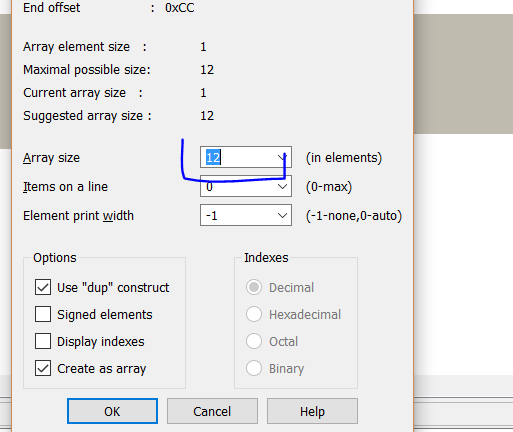 End offset : 0xCC
Array element size : 1
Maximal possible size: 12
Current array size : 1
Suggested array size : 12
Array size 12 (in elements)
Items on a line 0 (0-max)
Element print width -1 (-1-none,0-auto)
Options
Use "dup" construct
Signed elements
Display indexes
Create as array
Indexes
Decimal
Hexadecimal
Octal
Binary
OK Cancel Help